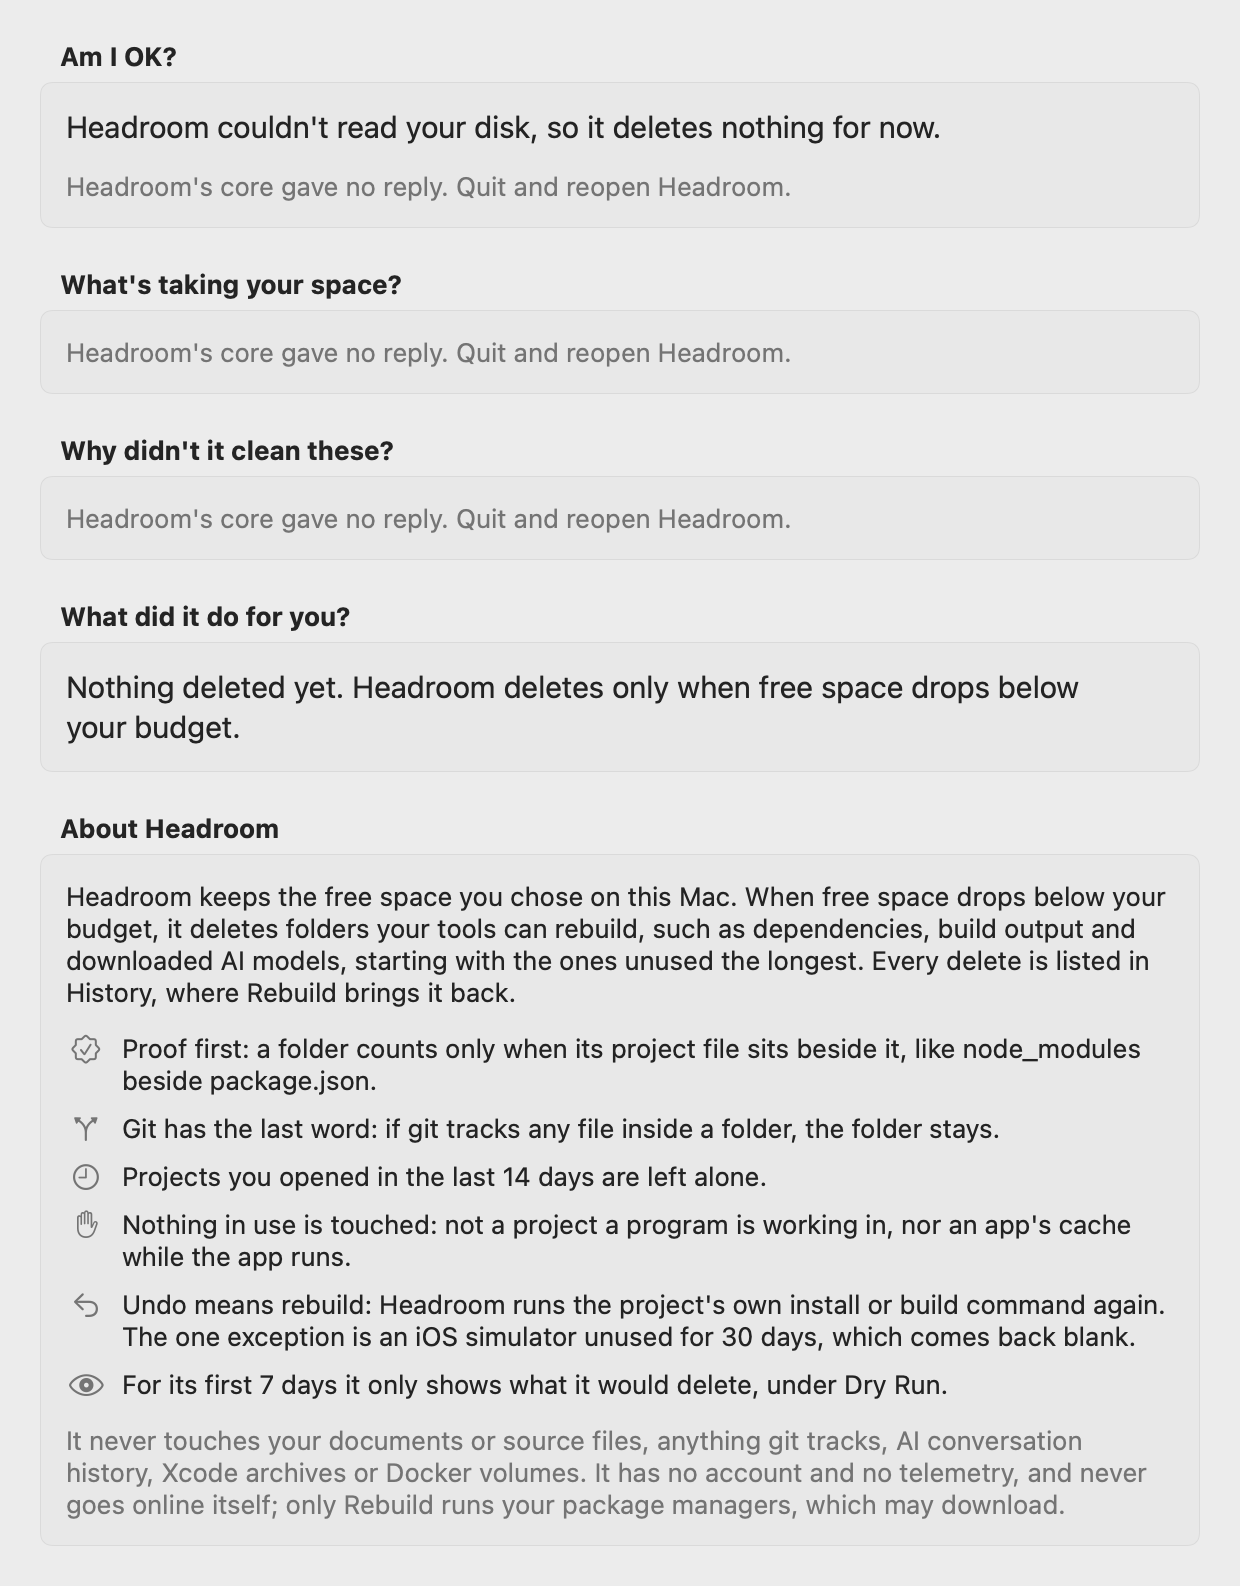 Am I OK?
Headroom couldn't read your disk, so it deletes nothing for now.
Headroom's core gave no reply. Quit and reopen Headroom.
What's taking your space?
Headroom's core gave no reply. Quit and reopen Headroom.
Why didn't it clean these?
Headroom's core gave no reply. Quit and reopen Headroom.
What did it do for you?
Nothing deleted yet. Headroom deletes only when free space drops below
your budget.
About Headroom
Headroom keeps the free space you chose on this Mac. When free space drops below your
budget, it deletes folders your tools can rebuild, such as dependencies, build output and
downloaded AI models, starting with the ones unused the longest. Every delete is listed in
History, where Rebuild brings it back.
Proof first: a folder counts only when its project file sits beside it, like node_modules
beside package.json.
Git has the last word: if git tracks any file inside a folder, the folder stays.
Projects you opened in the last 14 days are left alone.
Nothing in use is touched: not a project a program is working in, nor an app's cache
while the app runs.
Undo means rebuild: Headroom runs the project's own install or build command again.
The one exception is an iOS simulator unused for 30 days, which comes back blank.
For its first 7 days it only shows what it would delete, under Dry Run.
It never touches your documents or source files, anything git tracks, AI conversation
history, Xcode archives or Docker volumes. It has no account and no telemetry, and never
goes online itself; only Rebuild runs your package managers, which may download.